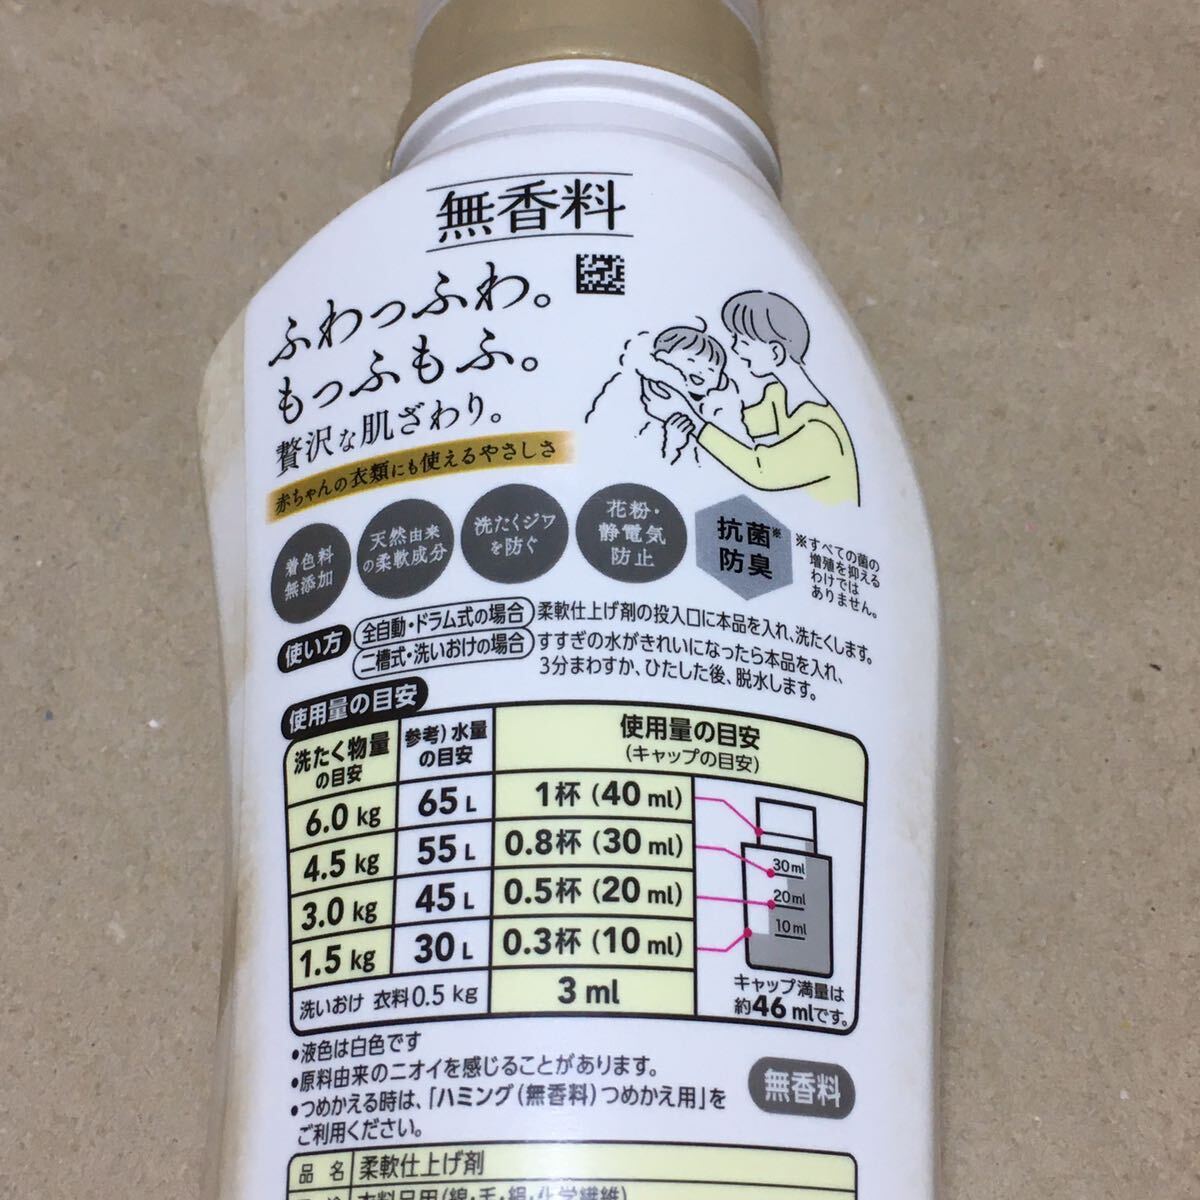 無香料
ふわっふわ。
もっふもふ。
贅沢な肌ざわり。
赤ちゃんの衣類にも使えるやさしさ
着色料
無添加
天然由来
の柔軟成分
洗たくジワ
を防ぐ
花粉・
静電気
防止
抗菌※
防臭
※すべての菌の
増殖を抑える
わけでは
ありません。
使い方
全自動・ドラム式の場合 柔軟仕上げ剤の投入口に本品を入れ、洗たくします。
二槽式・洗いおけの場合 すすぎの水がきれいになったら本品を入れ、
3分まわすか、ひたした後、脱水します。
使用量の目安
洗たく物量
の目安
参考)水量
の目安
使用量の目安
(キャップの目安)
6.0 kg 65 L 1杯 (40 ml)
4.5 kg 55 L 0.8杯 (30 ml)
3.0 kg 45 L 0.5杯 (20 ml)
1.5 kg 30 L 0.3杯 (10 ml)
洗いおけ 衣料0.5 kg 3 ml
30ml
20ml
10ml
キャップ満量は
約46 mlです。
•液色は白色です
•原料由来のニオイを感じることがあります。
•つめかえる時は、「ハミング(無香料)つめかえ用」を
ご利用ください。
無香料
品 名 柔軟仕上げ剤
衣料品用(綿・毛・絹・化学繊維)